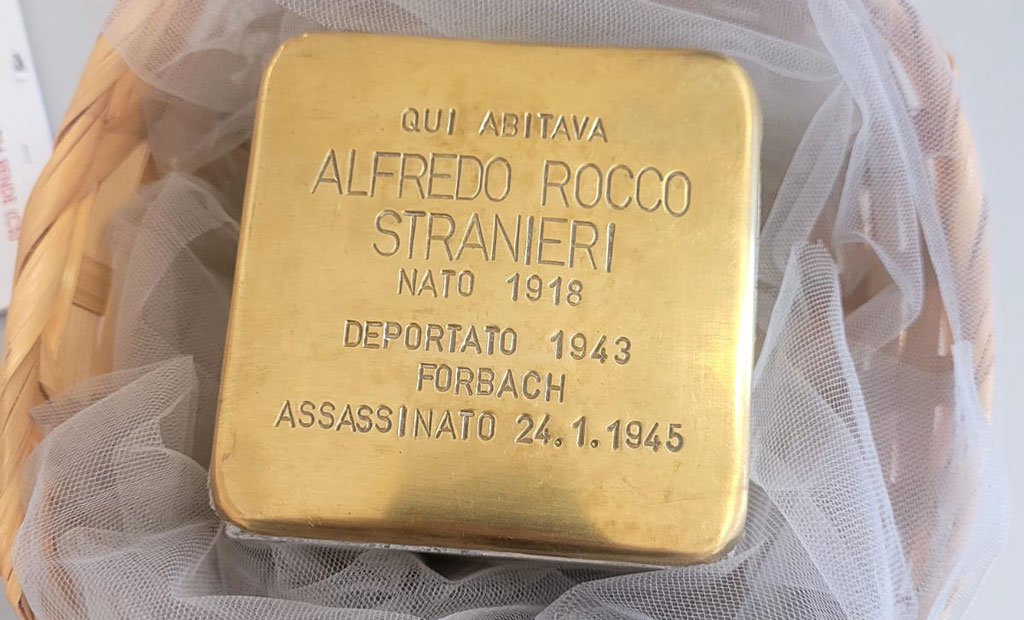 QUI ABITAVA
ALFREDO ROCCO
STRANIERI
NATO 1918
DEPORTATO 1943
FORBACH
ASSASSINATO 24.1.1945